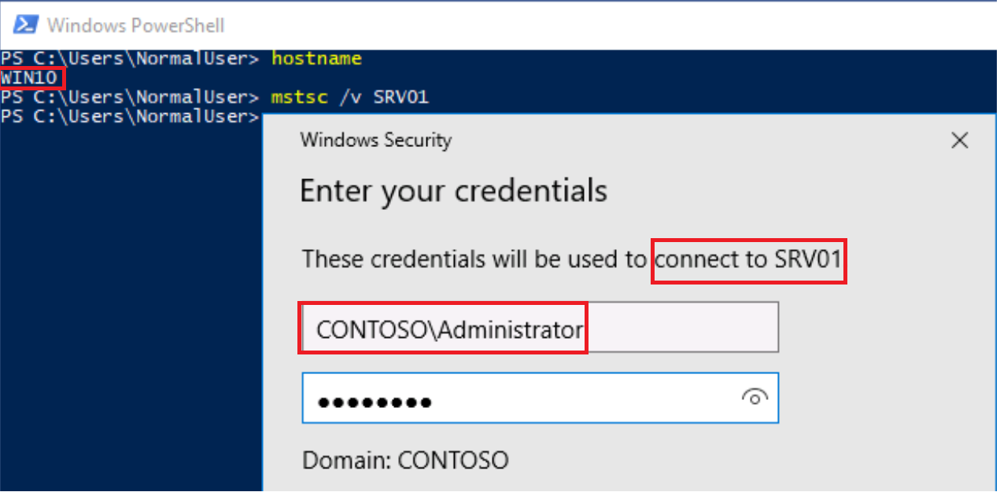 Windows PowerShell
PS C:\Users\NormalUser> hostname
WIN10
PS C:\Users\NormalUser> mstsc /v SRV01
PS C:\Users\NormalUser>
Windows Security
Enter your credentials
These credentials will be used to connect to SRV01
CONTOSO\Administrator
●●●●●●●●
Domain: CONTOSO